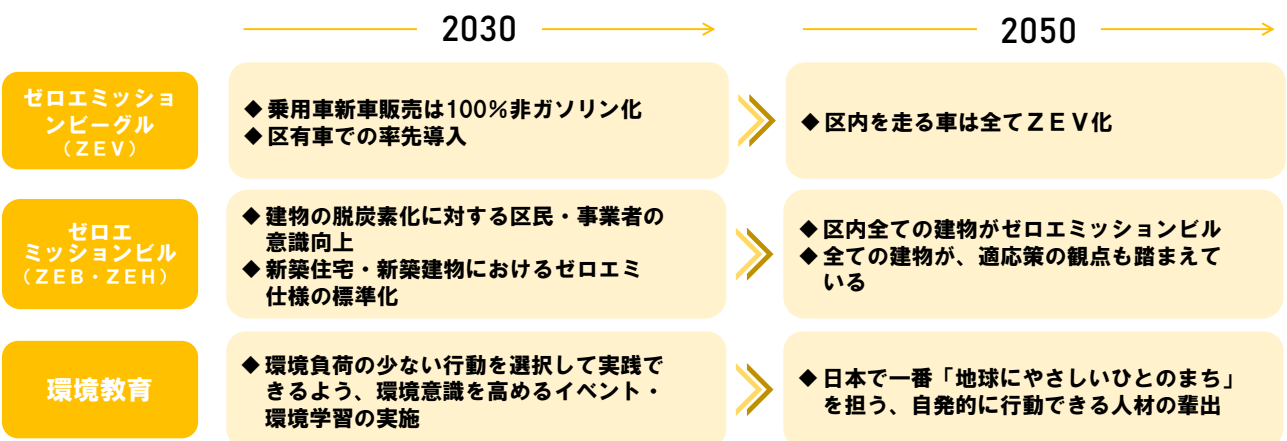 2030
2050
ゼロエミッショ
ンビーグル
（ＺＥＶ）
◆ 乗用車新車販売は100％非ガソリン化
◆ 区有車での率先導入
◆ 区内を走る車は全てＺＥＶ化
ゼロエ
ミッションビル
（ZEB・ZEH）
◆ 建物の脱炭素化に対する区民・事業者の
意識向上
◆ 新築住宅・新築建物におけるゼロエミ
仕様の標準化
◆ 区内全ての建物がゼロエミッションビル
◆ 全ての建物が、適応策の観点も踏まえて
いる
環境教育
◆ 環境負荷の少ない行動を選択して実践で
きるよう、環境意識を高めるイベント・
環境学習の実施
◆ 日本で一番「地球にやさしいひとのまち」
を担う、自発的に行動できる人材の輩出